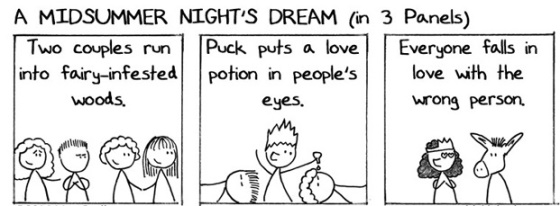 A MIDSUMMER NIGHT'S DREAM (in 3 Panels)
Two couples run
into fairy-infested
woods.
Puck puts a love
potion in people's
eyes.
Everyone falls in
love with the
wrong person.